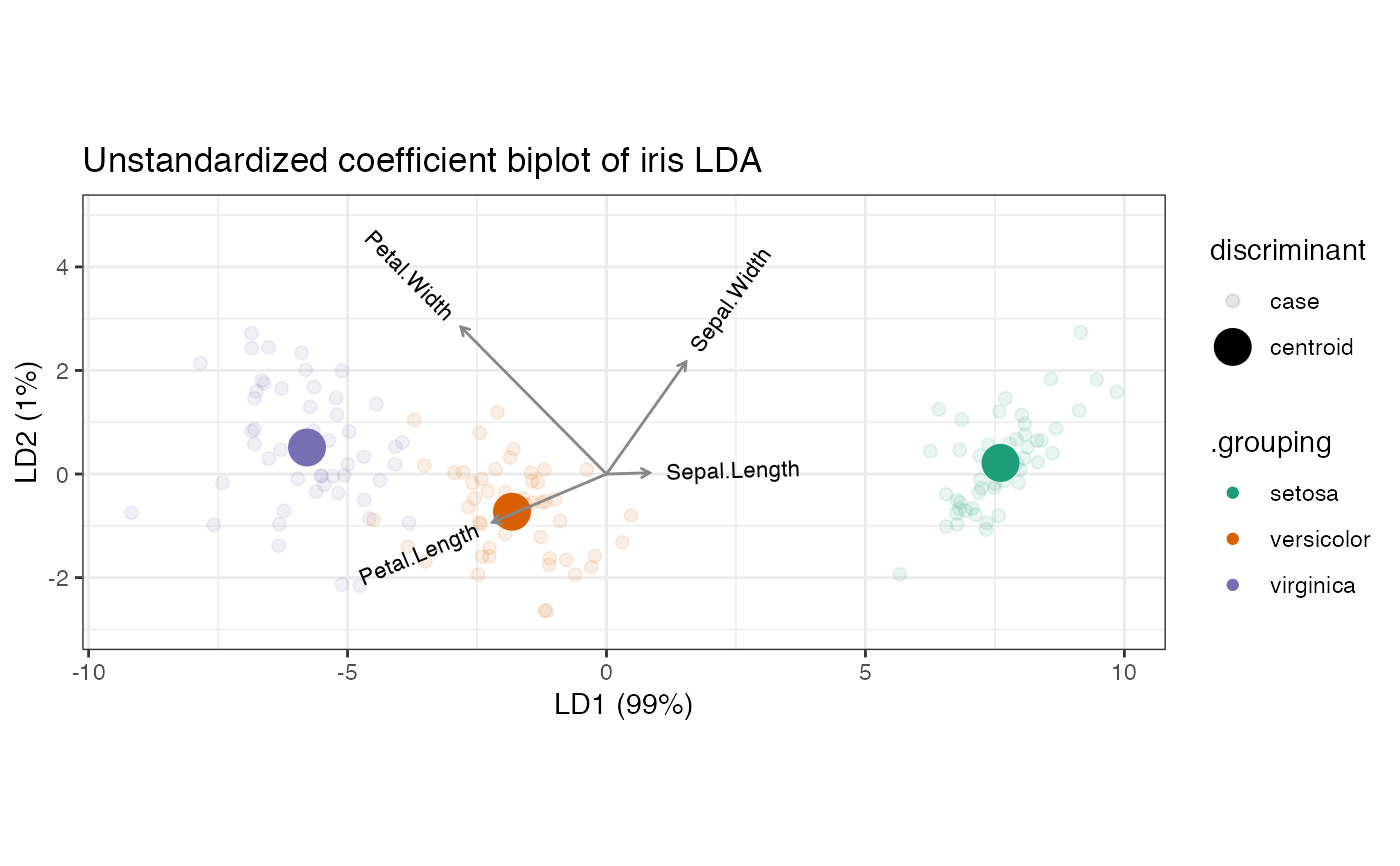 Unstandardized coefficient biplot of iris LDA
LD2 (1%)
4
2
0
-2
Petal.Width
Sepal.Width
Sepal.Length
Petal.Length
-10
-5
0
5
10
LD1 (99%)
discriminant
case
centroid
.grouping
setosa
versicolor
virginica